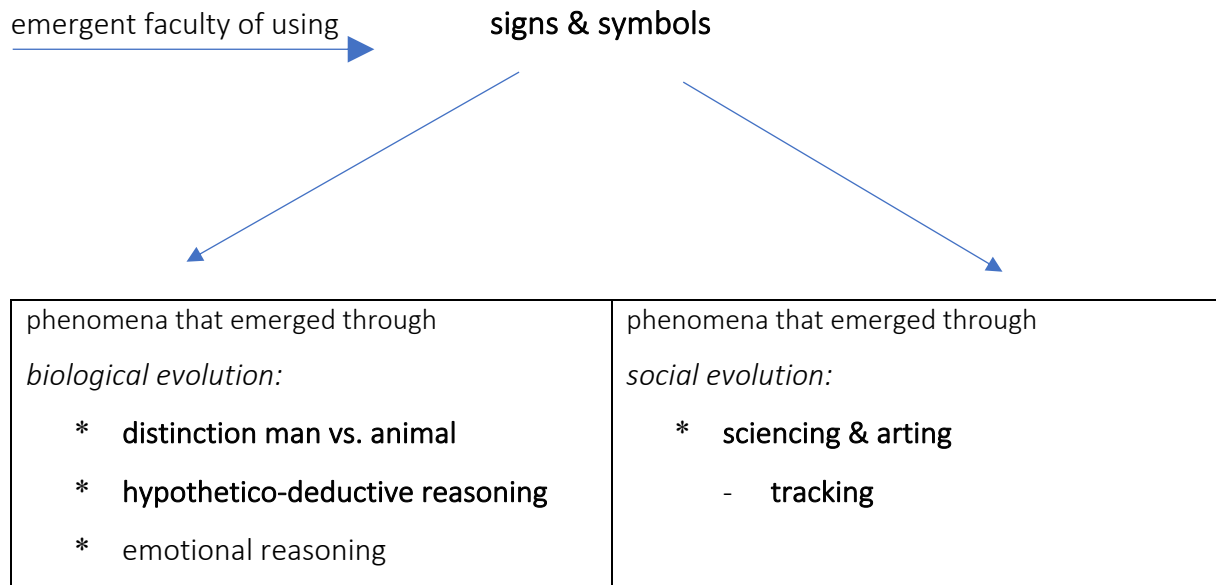 emergent faculty of using
signs & symbols
phenomena that emerged through
biological evolution:
* distinction man vs. animal
* hypothetico-deductive reasoning
* emotional reasoning
phenomena that emerged through
social evolution:
* sciencing & arting
- tracking